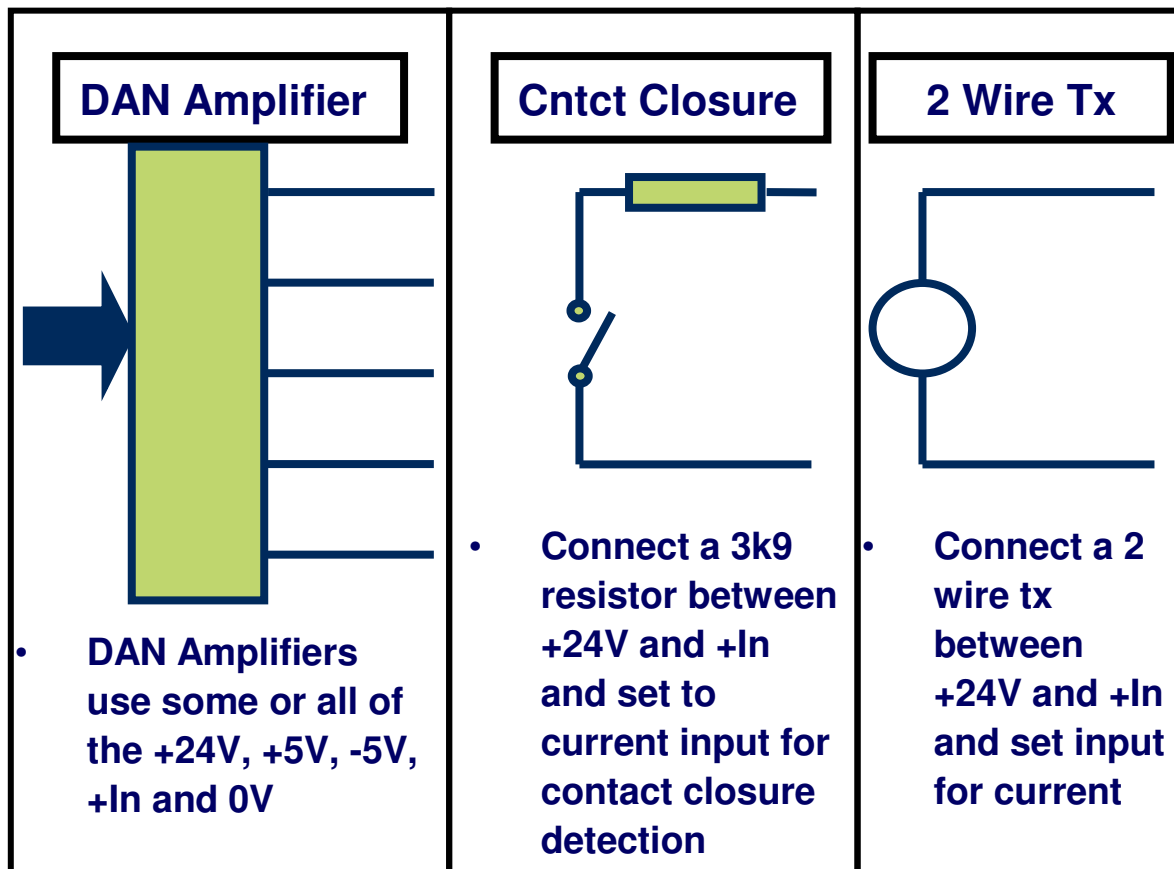 DAN Amplifier
• DAN Amplifiers
use some or all of
the +24V, +5V, -5V,
+In and 0V
Cntct Closure
• Connect a 3k9
resistor between
+24V and +In
and set to
current input for
contact closure
detection
2 Wire Tx
• Connect a 2
wire tx
between
+24V and +In
and set input
for current